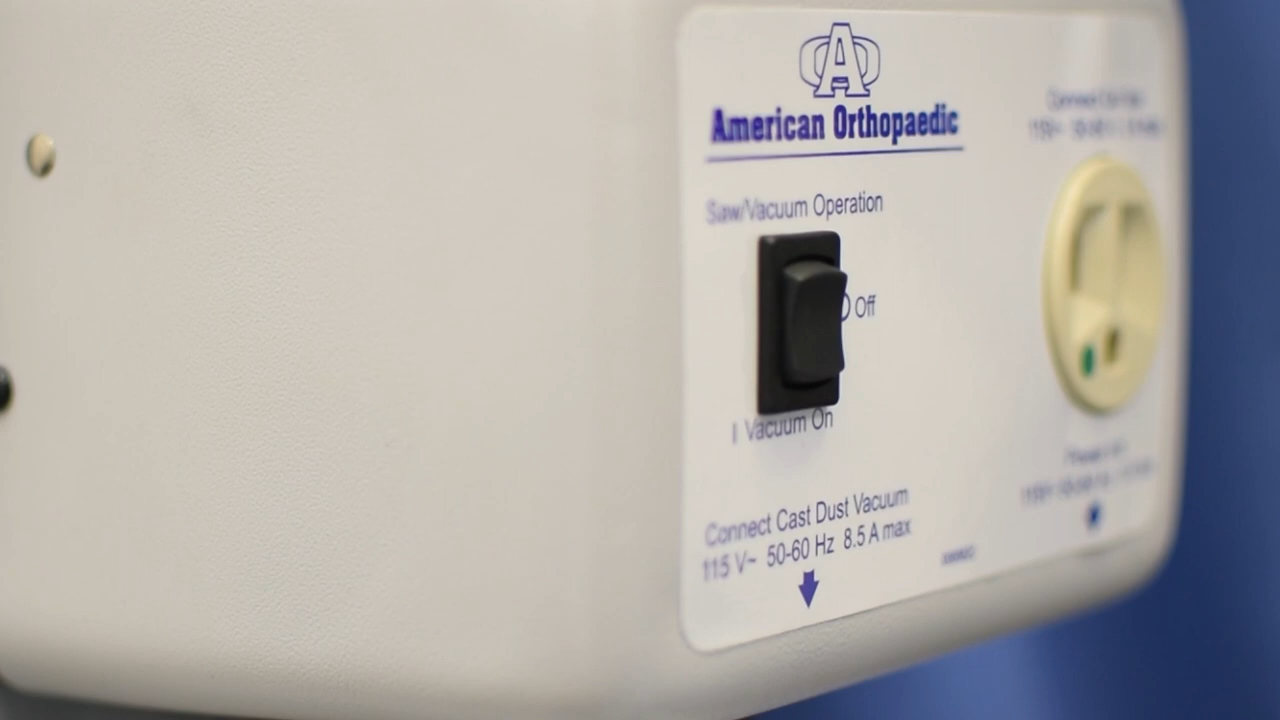 A
American Orthopaedic
Saw/Vacuum Operation
O Off
I Vacuum On
Connect Cast Dust Vacuum
115 V~ 50-60 Hz 8.5 A max